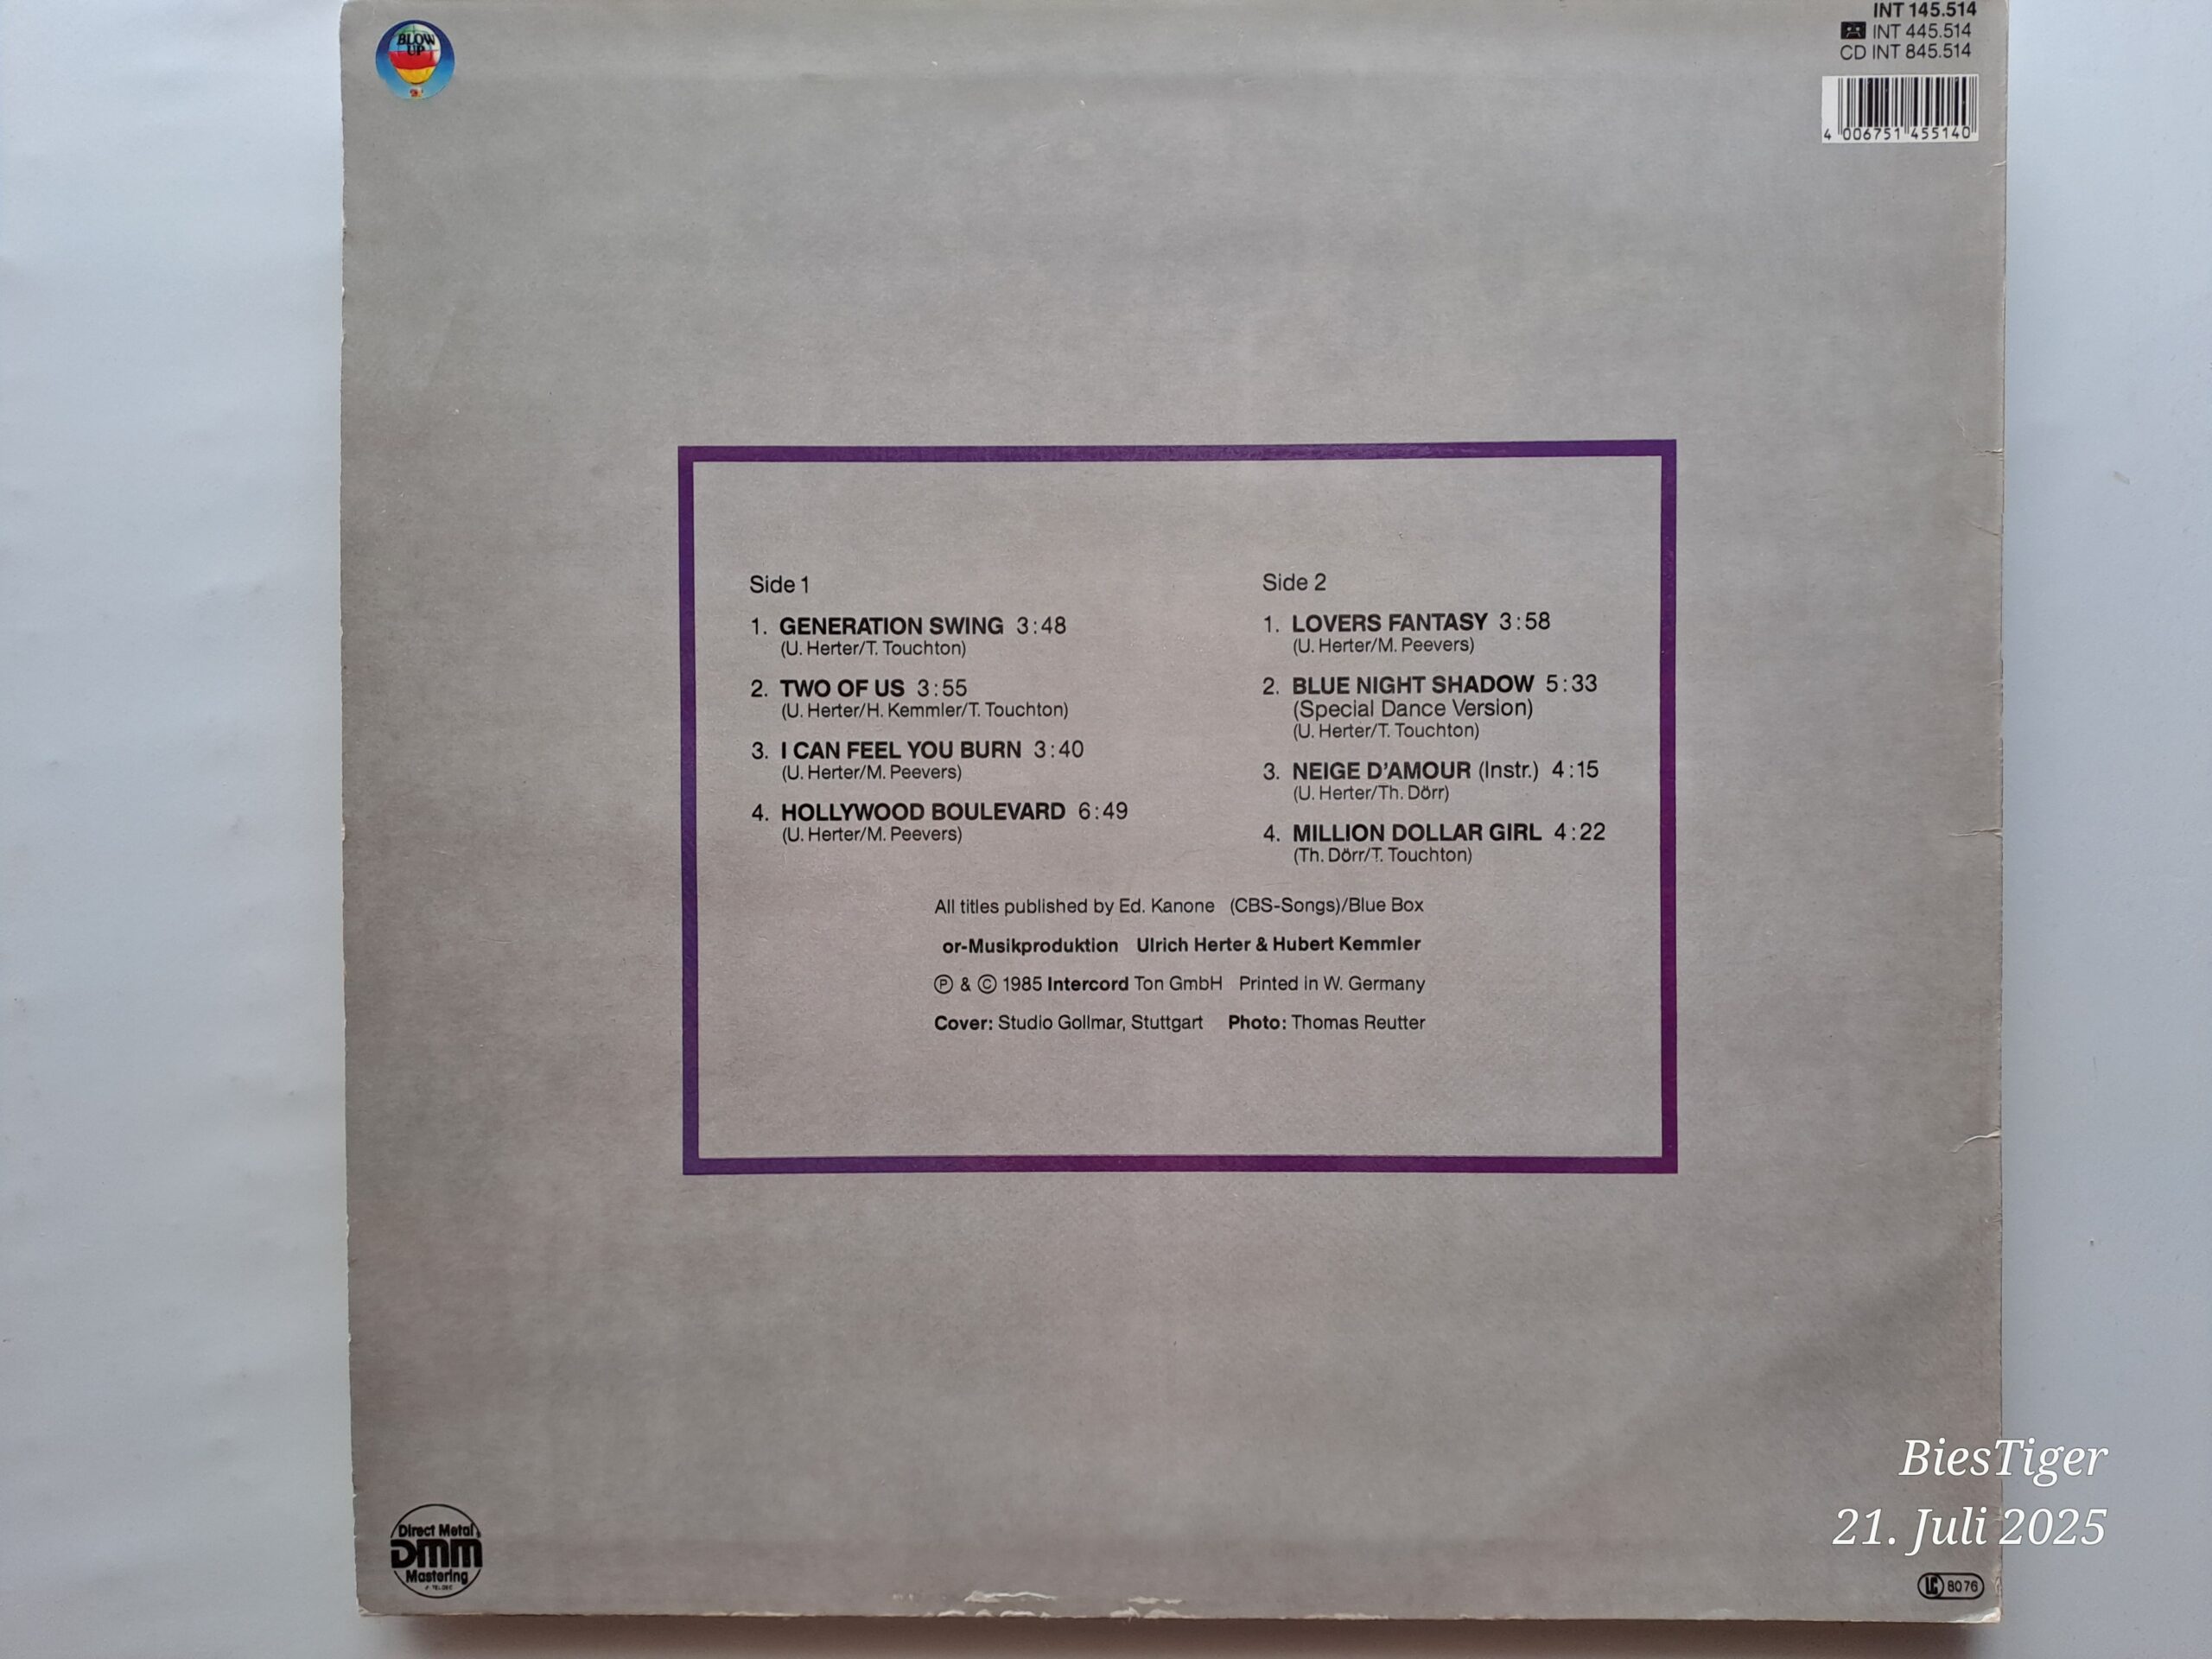 BLOW
UP
INT 145.514
INT 445.514
CD INT 845.514
4 006751 455140
Side 1
1. GENERATION SWING 3:48
(U. Herter/T. Touchton)
2. TWO OF US 3:55
(U. Herter/H. Kemmler/T. Touchton)
3. I CAN FEEL YOU BURN 3:40
(U. Herter/M. Peevers)
4. HOLLYWOOD BOULEVARD 6:49
(U. Herter/M. Peevers)
Side 2
1. LOVERS FANTASY 3:58
(U. Herter/M. Peevers)
2. BLUE NIGHT SHADOW 5:33
(Special Dance Version)
(U. Herter/T. Touchton)
3. NEIGE D'AMOUR (Instr.) 4:15
(U. Herter/Th. Dörr)
4. MILLION DOLLAR GIRL 4:22
(Th. Dörr/T. Touchton)
All titles published by Ed. Kanone (CBS-Songs)/Blue Box
or-Musikproduktion Ulrich Herter & Hubert Kemmler
Ⓟ & © 1985 Intercord Ton GmbH Printed in W. Germany
Cover: Studio Gollmar, Stuttgart Photo: Thomas Reutter
Direct Metal
DMM
Mastering
BiesTiger
21. Juli 2025
LC 8076